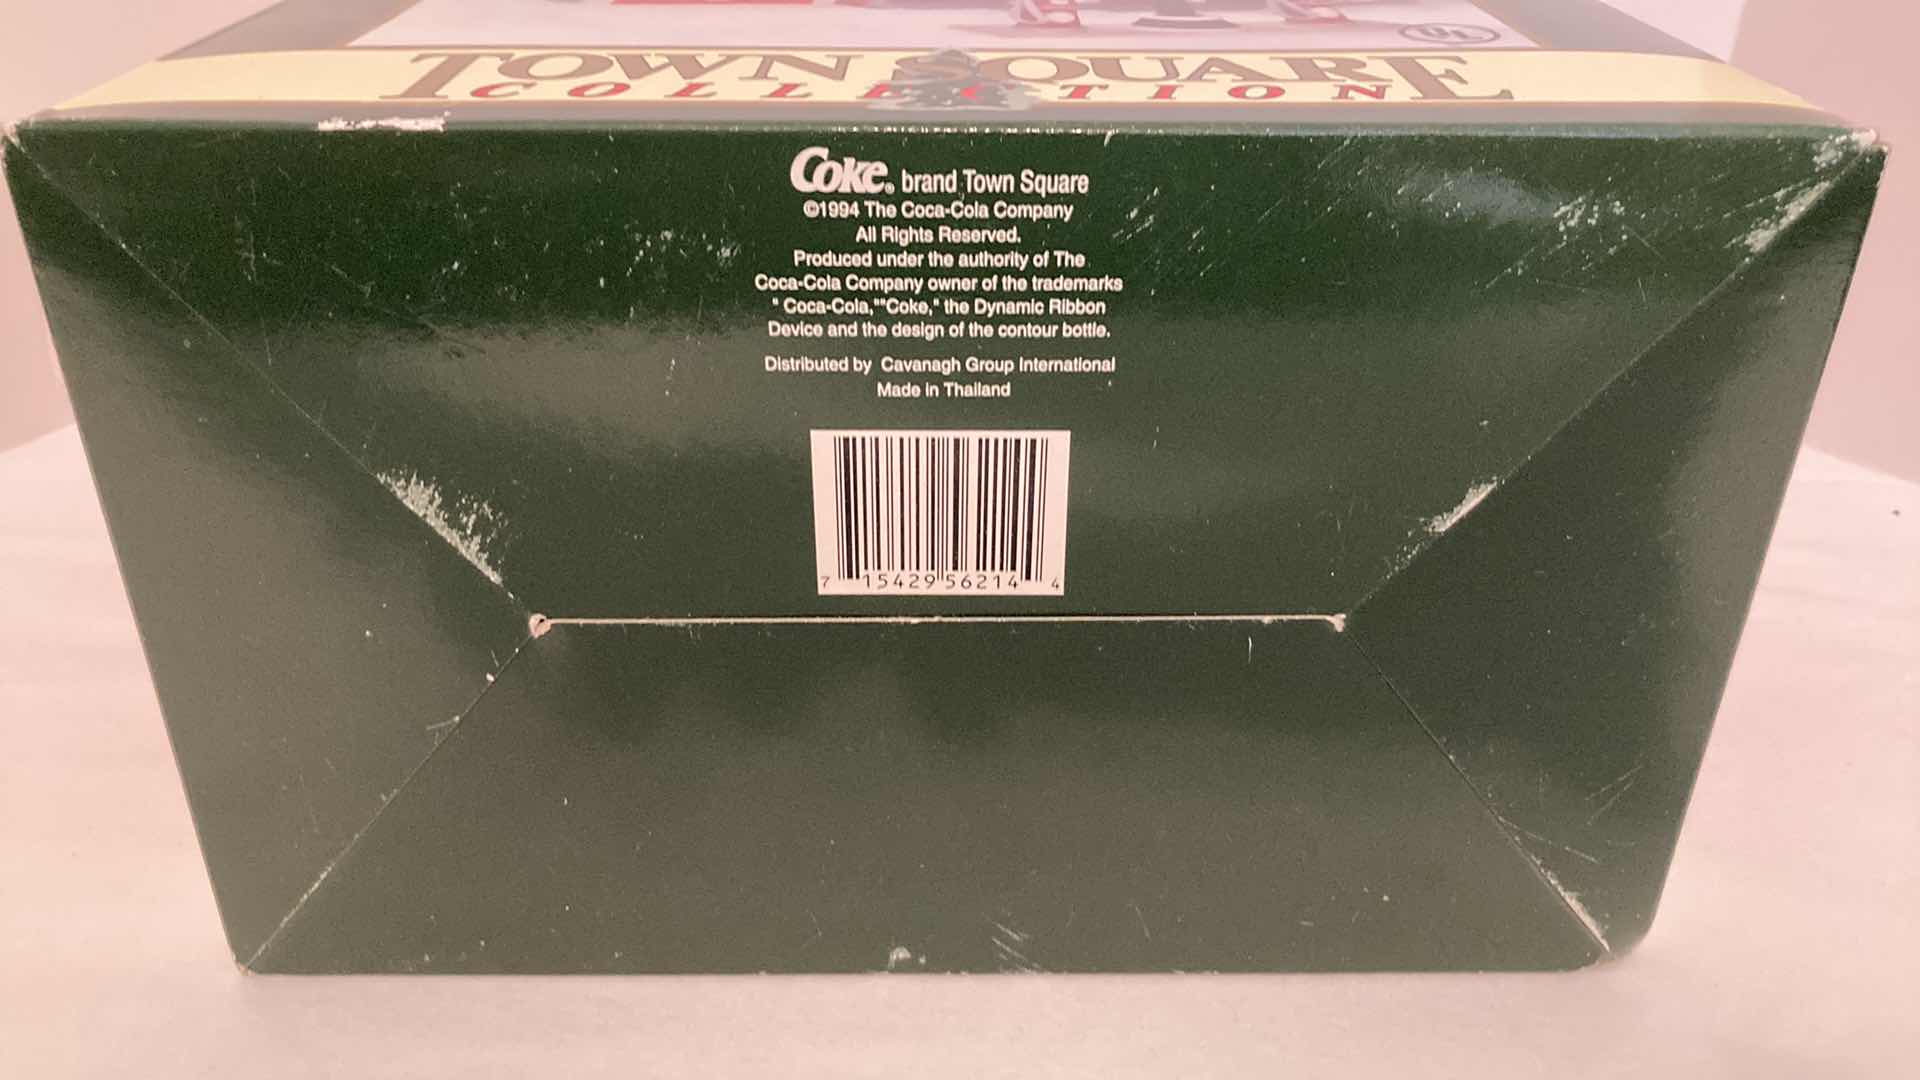 UL
TOWN SQUARE
COLLECTION
Coke® brand Town Square
©1994 The Coca-Cola Company
All Rights Reserved.
Produced under the authority of The
Coca-Cola Company owner of the trademarks
" Coca-Cola,""Coke," the Dynamic Ribbon
Device and the design of the contour bottle.
Distributed by Cavanagh Group International
Made in Thailand
7 15429 56214 4